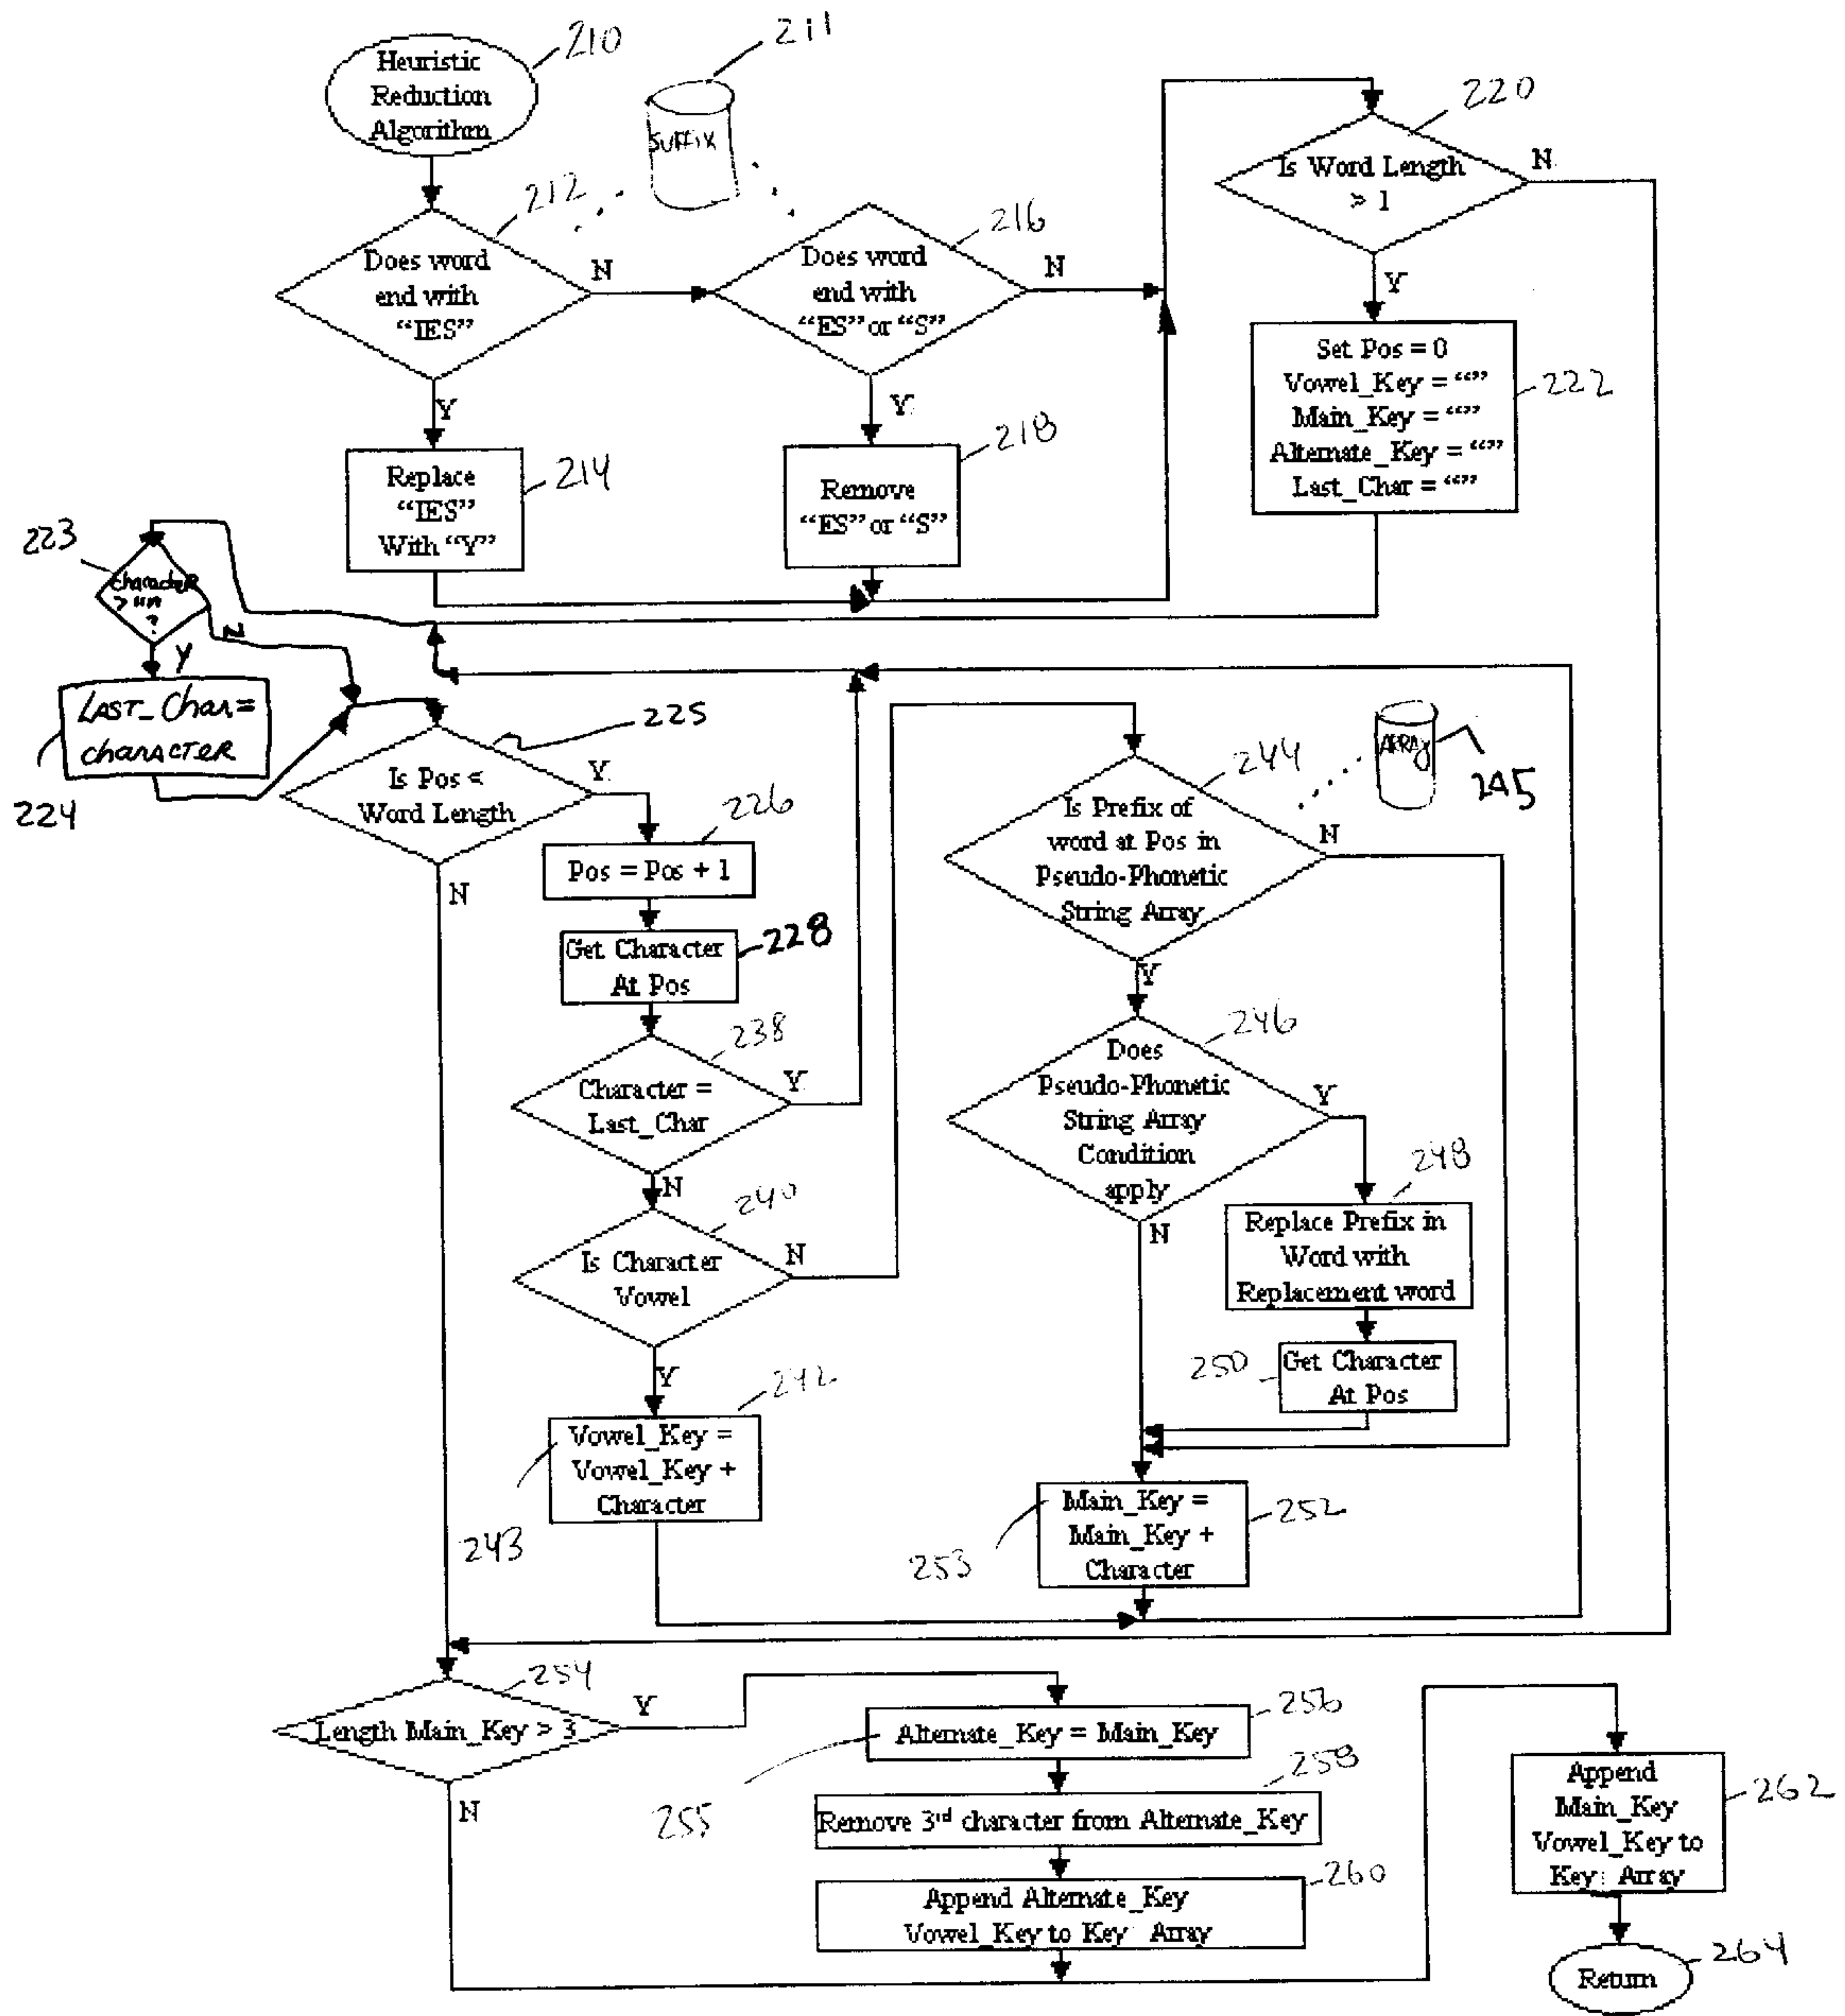 Heuristic
Reduction
Algorithm
210
211
SUFFIX
212
Does word
end with
“IES”
N
Y
Replace
“IES”
With “Y”
214
216
Does word
end with
“ES” or “S”
N
Y
Remove
“ES” or “S”
218
220
Is Word Length
> 1
N
Y
Set Pos = 0
Vowel_Key = “”
Main_Key = “”
Alternate_Key = “”
Last_Char = “”
222
223
character
> “”
?
N
Y
LAST_Char =
character
224
225
Is Pos <
Word Length
Y
N
226
Pos = Pos + 1
Get Character
At Pos
228
238
Character =
Last_Char
Y
N
240
Is Character
Vowel
N
Y
242
Vowel_Key =
Vowel_Key +
Character
243
244
Is Prefix of
word at Pos in
Pseudo-Phonetic
String Array
N
Y
ARRAY
245
246
Does
Pseudo-Phonetic
String Array
Condition
apply
Y
N
248
Replace Prefix in
Word with
Replacement word
250
Get Character
At Pos
Main_Key =
Main_Key +
Character
252
253
254
Length Main_Key > 3
Y
N
256
Alternate_Key = Main_Key
255
258
Remove 3rd character from Alternate_Key
260
Append Alternate_Key
Vowel_Key to Key Array
Append
Main_Key
Vowel_Key to
Key Array
262
Return
264